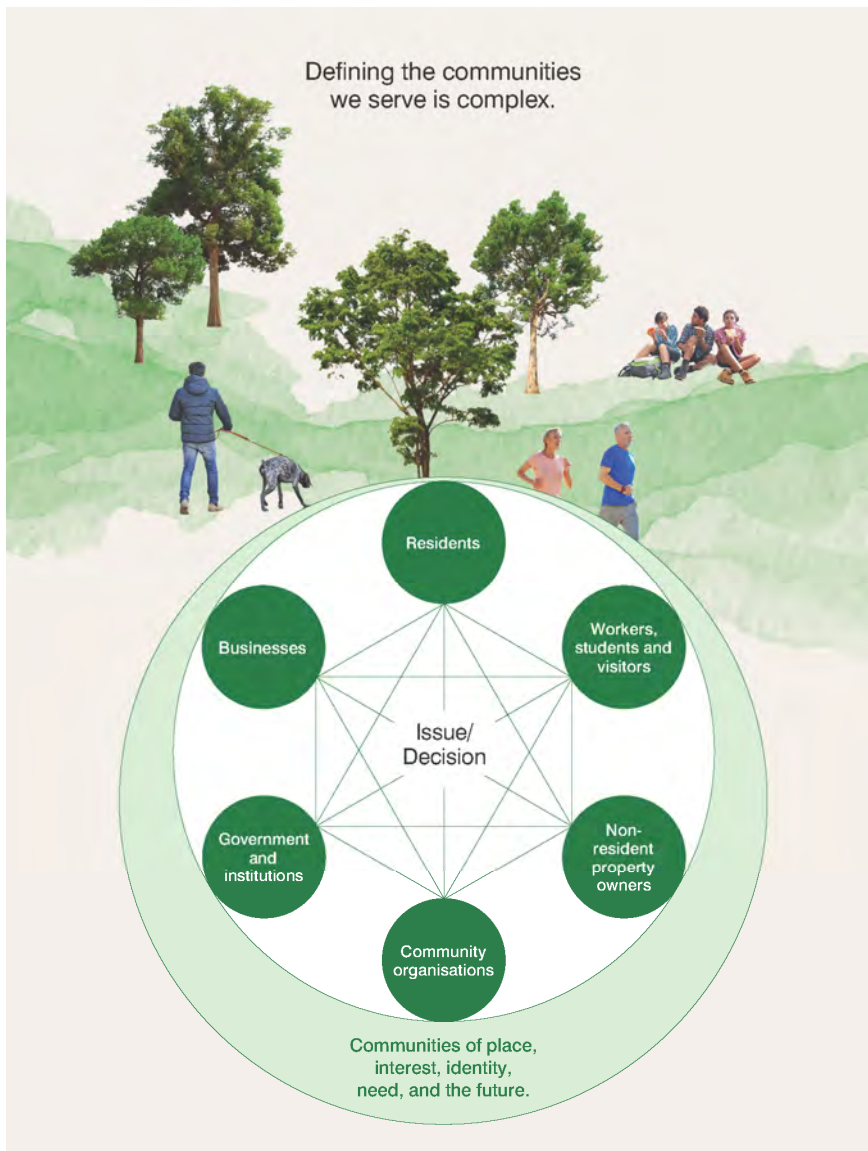 Defining the communities
we serve is complex.
Residents
Businesses
Workers,
students and
visitors
Issue/
Decision
Government
and
institutions
Non-
resident
property
owners
Community
organisations
Communities of place,
interest, identity,
need, and the future.